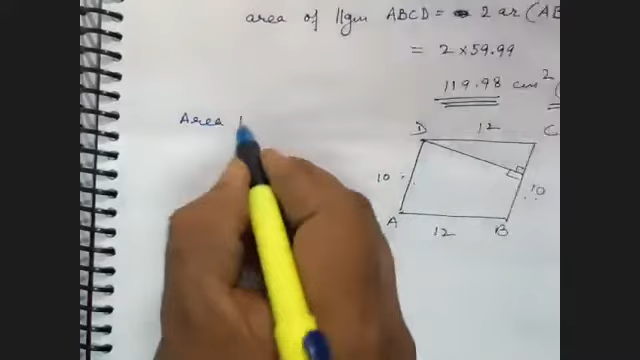 area of ||gm ABCD = 2 ar (AB
= 2 × 59.99
119.98 cm² (
Area
D 12 C
10
10
A 12 B